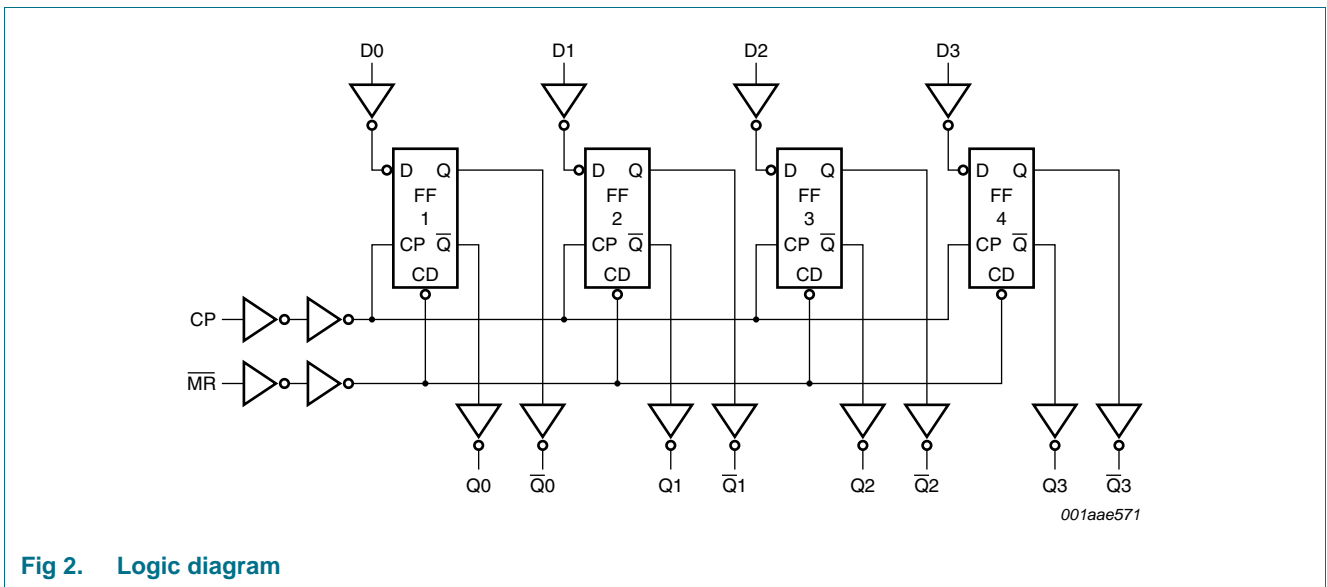 D0 D1 D2 D3
D Q D Q D Q D Q
FF FF FF FF
1 2 3 4
CP Q̅ CP Q̅ CP Q̅ CP Q̅
CD CD CD CD
CP
M̅R̅
Q0 Q̅0 Q1 Q̅1 Q2 Q̅2 Q3 Q̅3
001aae571
Fig 2. Logic diagram